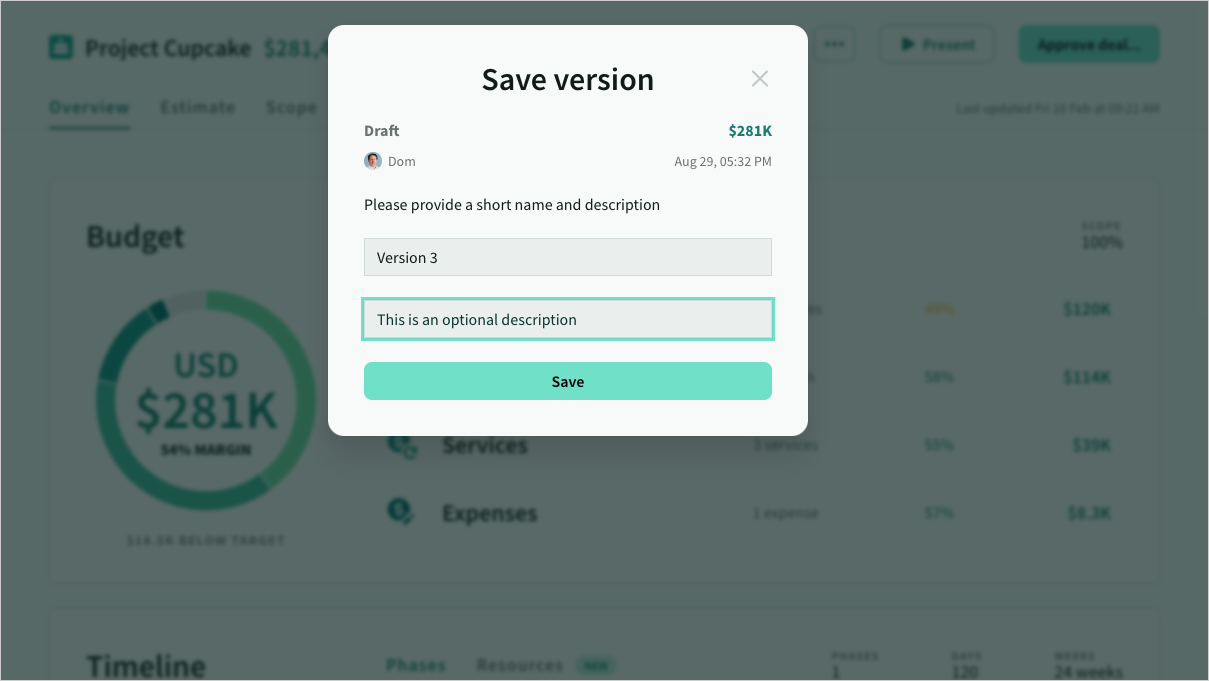 Project Cupcake $281,4
••• Present Approve deal...
Overview Estimate Scope
Last updated Fri 10 Feb at 09:21 AM
Save version
Draft $281K
Dom Aug 29, 05:32 PM
Please provide a short name and description
Version 3
This is an optional description
Save
Budget
SCOPE
100%
USD
$281K
54% MARGIN
$16.5K BELOW TARGET
49% $120K
58% $114K
Services 3 services 55% $39K
Expenses 1 expense 57% $8.3K
Timeline
Phases Resources NEW
PHASES DAYS WEEKS
1 120 24 weeks